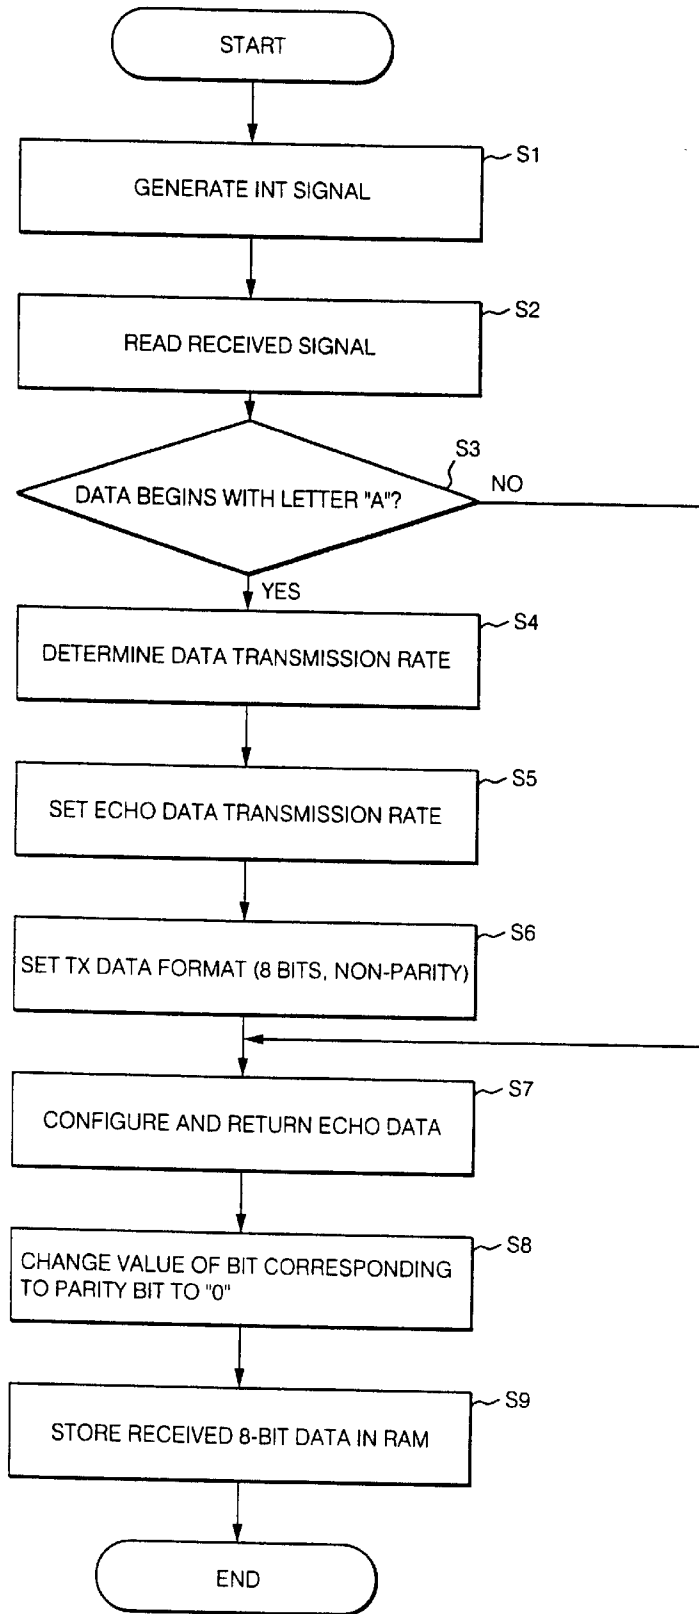 START
S1
GENERATE INT SIGNAL
S2
READ RECEIVED SIGNAL
S3
DATA BEGINS WITH LETTER "A"?
NO
YES
S4
DETERMINE DATA TRANSMISSION RATE
S5
SET ECHO DATA TRANSMISSION RATE
S6
SET TX DATA FORMAT (8 BITS, NON-PARITY)
S7
CONFIGURE AND RETURN ECHO DATA
S8
CHANGE VALUE OF BIT CORRESPONDING
TO PARITY BIT TO "0"
S9
STORE RECEIVED 8-BIT DATA IN RAM
END